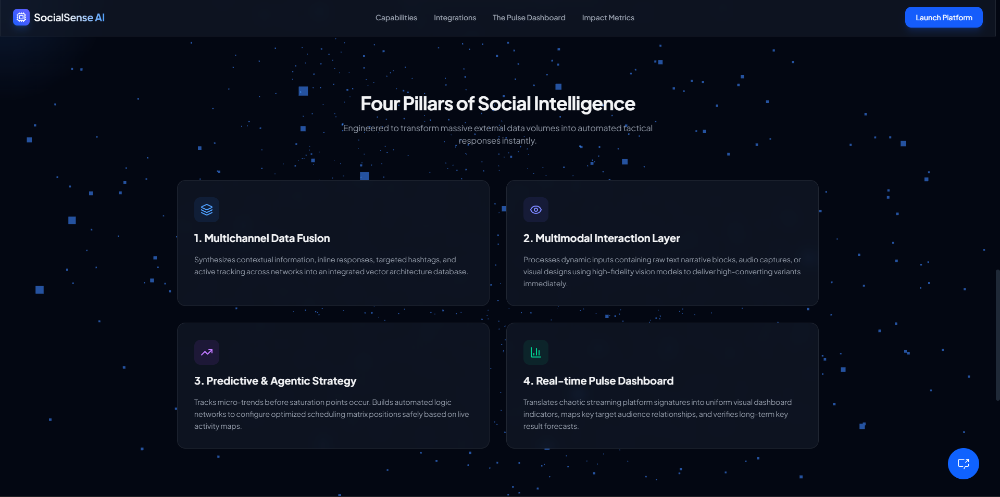 SocialSense AI
Capabilities
Integrations
The Pulse Dashboard
Impact Metrics
Launch Platform
Four Pillars of Social Intelligence
Engineered to transform massive external data volumes into automated tactical
responses instantly.
1. Multichannel Data Fusion
Synthesizes contextual information, inline responses, targeted hashtags, and
active tracking across networks into an integrated vector architecture database.
2. Multimodal Interaction Layer
Processes dynamic inputs containing raw text narrative blocks, audio captures, or
visual designs using high-fidelity vision models to deliver high-converting variants
immediately.
3. Predictive & Agentic Strategy
Tracks micro-trends before saturation points occur. Builds automated logic
networks to configure optimized scheduling matrix positions safely based on live
activity maps.
4. Real-time Pulse Dashboard
Translates chaotic streaming platform signatures into uniform visual dashboard
indicators, maps key target audience relationships, and verifies long-term key
result forecasts.